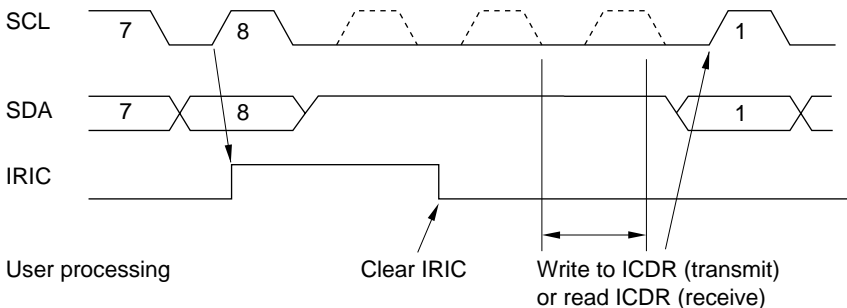 SCL 7 8 1
SDA 7 8 1
IRIC
User processing Clear IRIC Write to ICDR (transmit)
or read ICDR (receive)